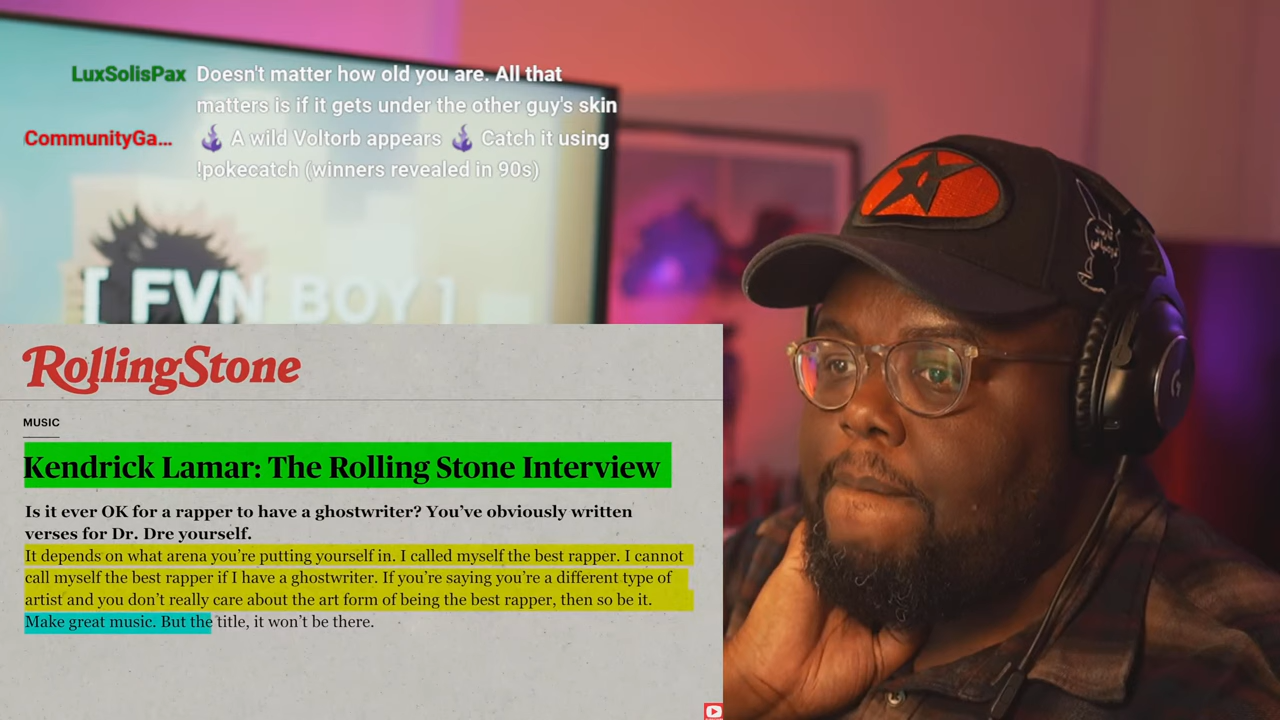 LuxSolisPax Doesn't matter how old you are. All that
matters is if it gets under the other guy's skin
CommunityGa... A wild Voltorb appears Catch it using
!pokecatch (winners revealed in 90s)
[ FVN BOY ]
RollingStone
MUSIC
Kendrick Lamar: The Rolling Stone Interview
Is it ever OK for a rapper to have a ghostwriter? You've obviously written
verses for Dr. Dre yourself.
It depends on what arena you're putting yourself in. I called myself the best rapper. I cannot
call myself the best rapper if I have a ghostwriter. If you're saying you're a different type of
artist and you don't really care about the art form of being the best rapper, then so be it.
Make great music. But the title, it won't be there.